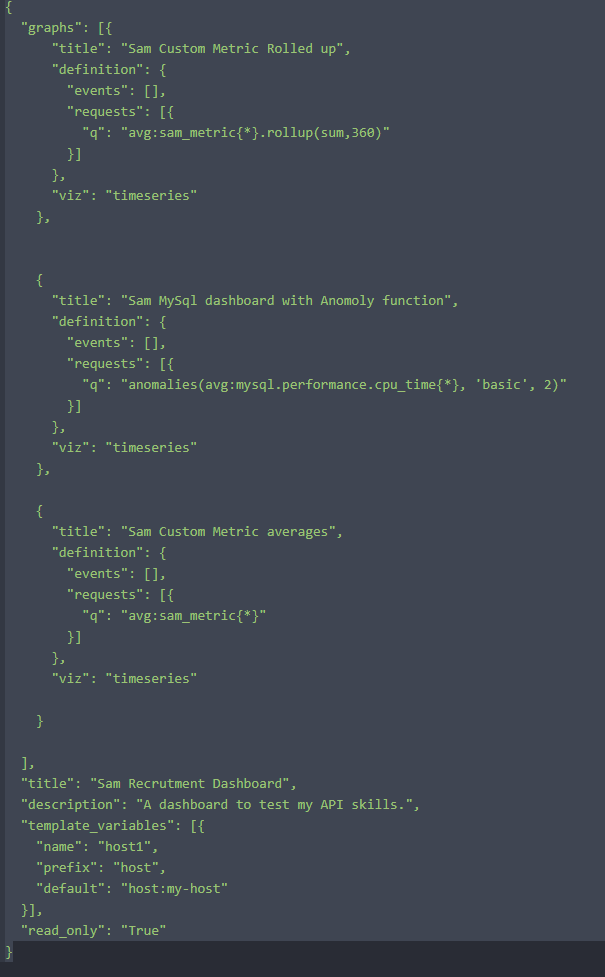 {
  "graphs": [{
      "title": "Sam Custom Metric Rolled up",
      "definition": {
        "events": [],
        "requests": [{
          "q": "avg:sam_metric{*}.rollup(sum,360)"
        }]
      },
      "viz": "timeseries"
    },
    {
      "title": "Sam MySql dashboard with Anomoly function",
      "definition": {
        "events": [],
        "requests": [{
          "q": "anomalies(avg:mysql.performance.cpu_time{*}, 'basic', 2)"
        }]
      },
      "viz": "timeseries"
    },
    {
      "title": "Sam Custom Metric averages",
      "definition": {
        "events": [],
        "requests": [{
          "q": "avg:sam_metric{*}"
        }]
      },
      "viz": "timeseries"
    }
  ],
  "title": "Sam Recrutment Dashboard",
  "description": "A dashboard to test my API skills.",
  "template_variables": [{
    "name": "host1",
    "prefix": "host",
    "default": "host:my-host"
  }],
  "read_only": "True"
}